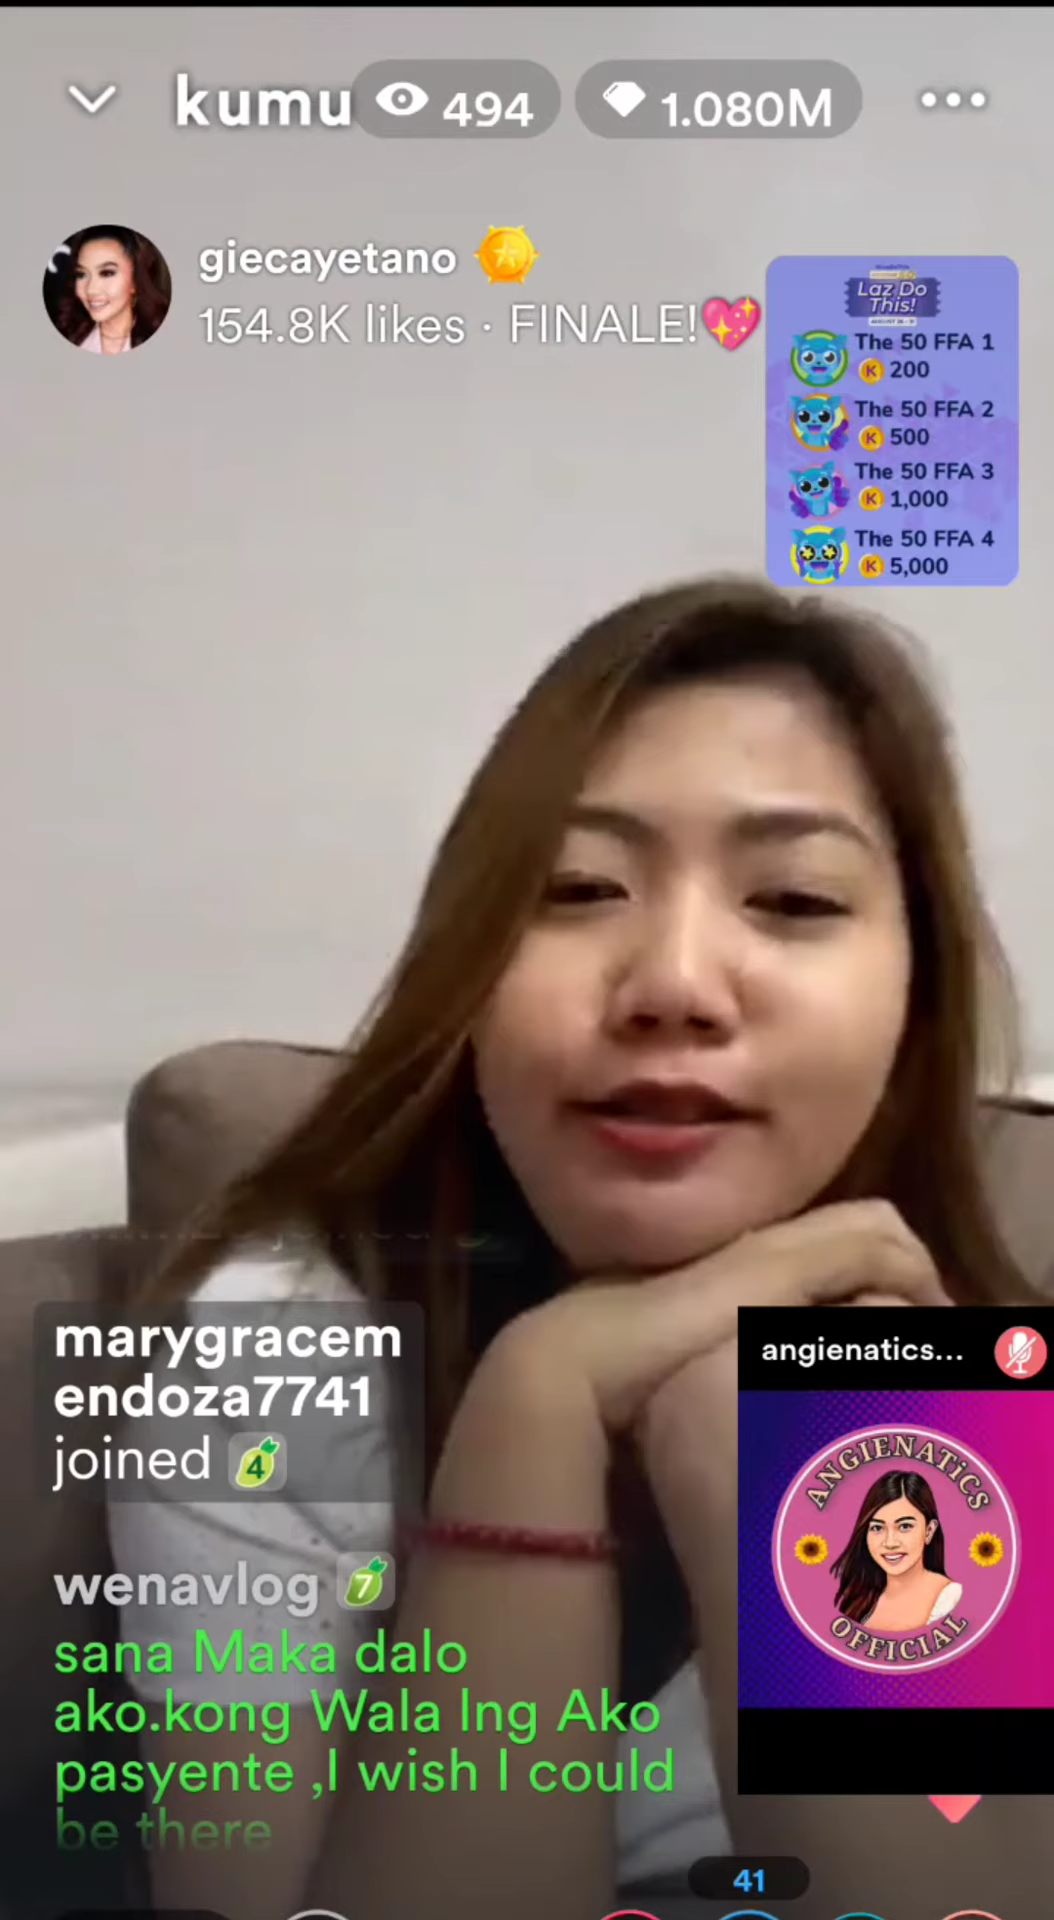 kumu 494 1.080M
giecayetano
154.8K likes · FINALE!
Laz Do
This!
The 50 FFA 1
K 200
The 50 FFA 2
K 500
The 50 FFA 3
K 1,000
The 50 FFA 4
K 5,000
marygracem
endoza7741
joined 4
wenavlog 7
sana Maka dalo
ako.kong Wala lng Ako
pasyente ,I wish I could
be there
angienatics...
ANGIENATiCS
OFFICIAL
41